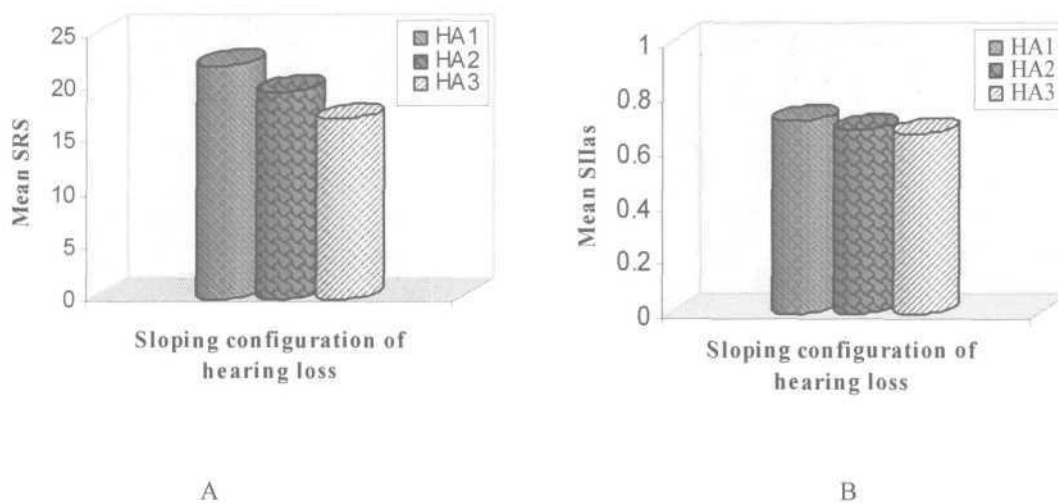 25
20
15
10
5
0
Mean SRS
HA1
HA2
HA3
Sloping configuration of
hearing loss
A
1
0.8
0.6
0.4
0.2
0
Mean SIIas
HA1
HA2
HA3
Sloping configuration of
hearing loss
B